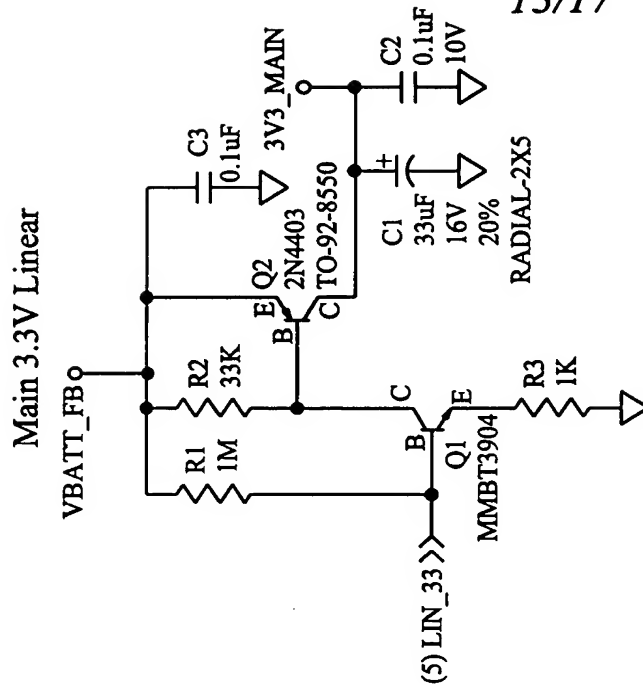 15/17
Main 3.3V Linear
VBATT_FB
R1
1M
R2
33K
C3
0.1uF
E
B
C
Q2
2N4403
TO-92-8550
3V3_MAIN
C2
0.1uF
10V
+
C1
33uF
16V
20%
RADIAL-2X5
(5) LIN_33
C
B
E
Q1
MMBT3904
R3
1K